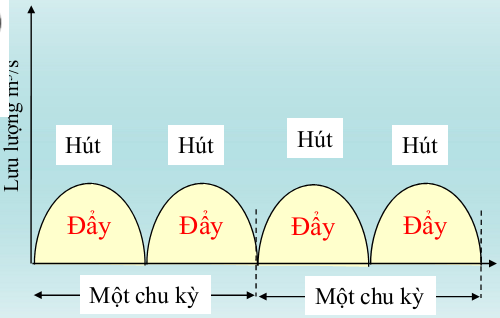 Lưu lượng m³/s
Hút
Hút
Hút
Hút
Đẩy
Đẩy
Đẩy
Đẩy
Một chu kỳ
Một chu kỳ